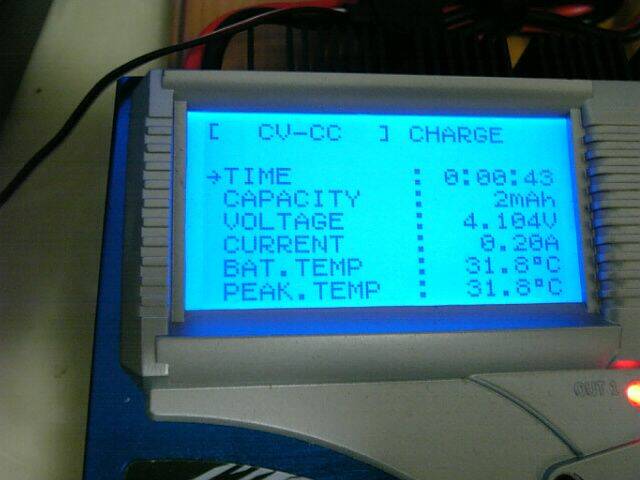 [ CV-CC ] CHARGE
→TIME : 0:00:43
CAPACITY : 2mAh
VOLTAGE : 4.104V
CURRENT : 0.20A
BAT.TEMP : 31.8°C
PEAK.TEMP : 31.8°C
OUT 1